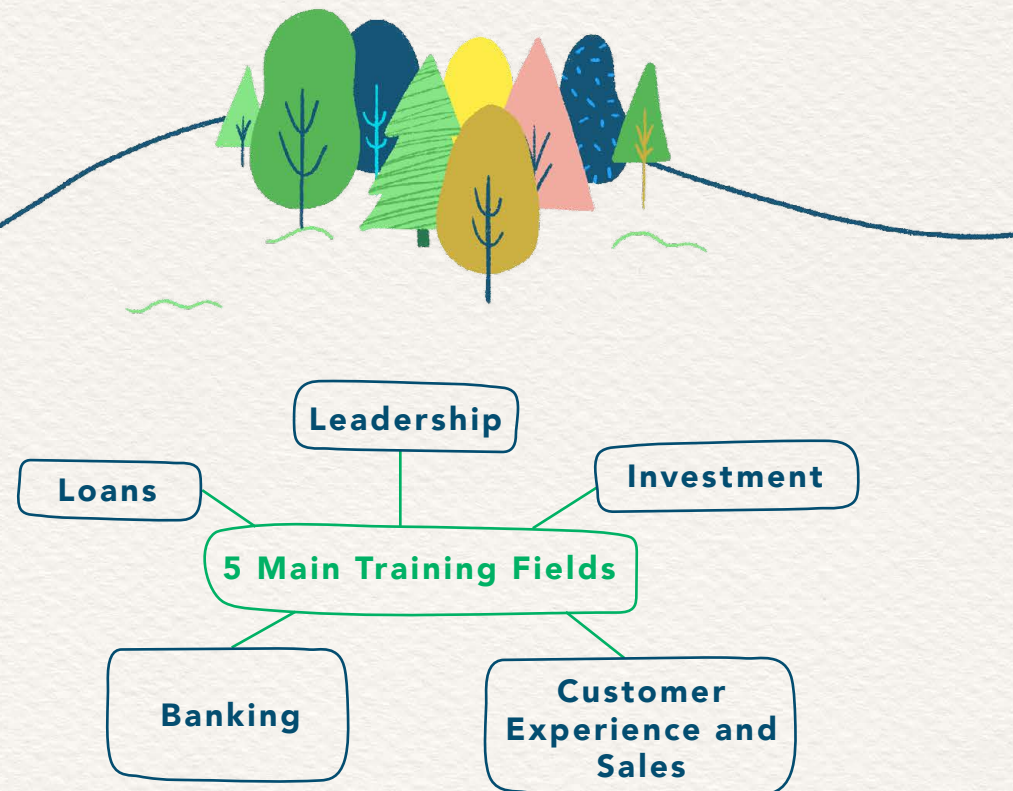 Leadership
Loans
Investment
5 Main Training Fields
Banking
Customer
Experience and
Sales